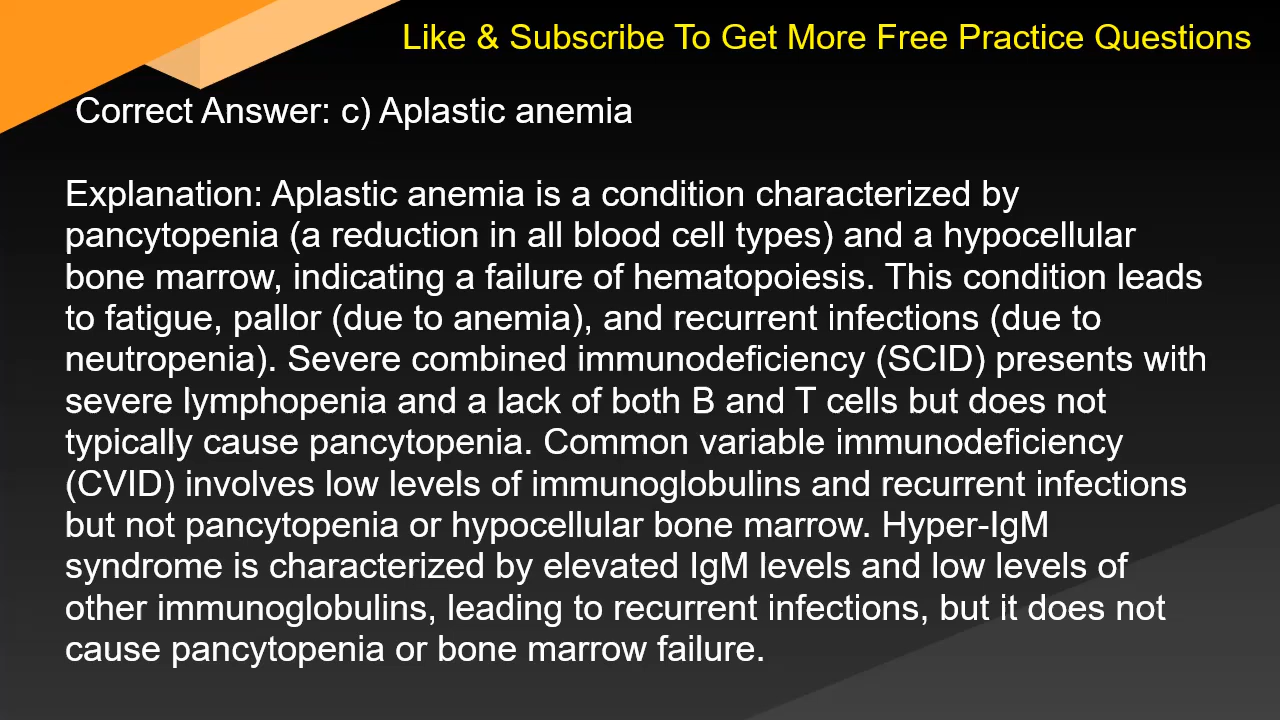 Like & Subscribe To Get More Free Practice Questions
Correct Answer: c) Aplastic anemia
Explanation: Aplastic anemia is a condition characterized by
pancytopenia (a reduction in all blood cell types) and a hypocellular
bone marrow, indicating a failure of hematopoiesis. This condition leads
to fatigue, pallor (due to anemia), and recurrent infections (due to
neutropenia). Severe combined immunodeficiency (SCID) presents with
severe lymphopenia and a lack of both B and T cells but does not
typically cause pancytopenia. Common variable immunodeficiency
(CVID) involves low levels of immunoglobulins and recurrent infections
but not pancytopenia or hypocellular bone marrow. Hyper-IgM
syndrome is characterized by elevated IgM levels and low levels of
other immunoglobulins, leading to recurrent infections, but it does not
cause pancytopenia or bone marrow failure.